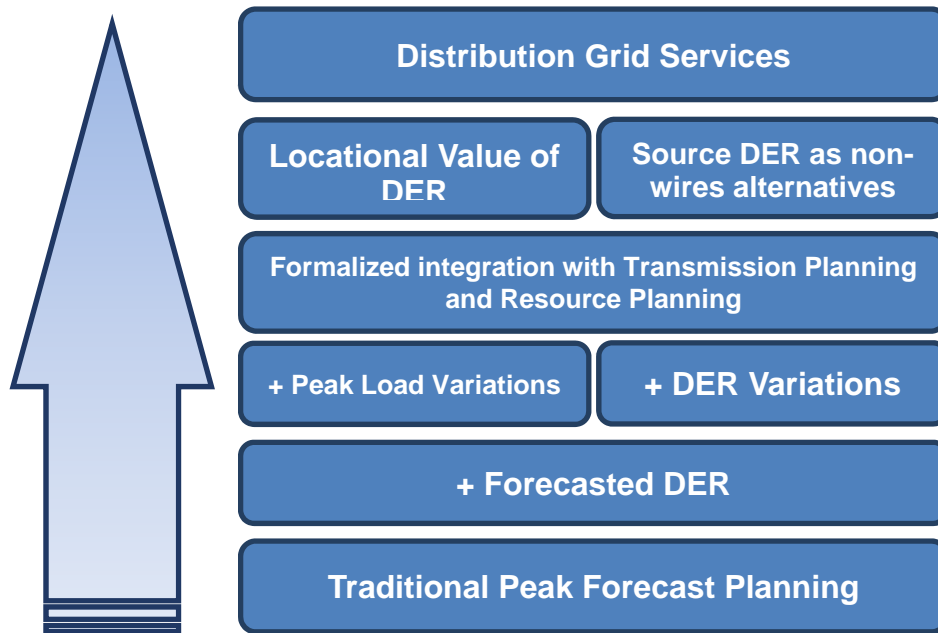 Distribution Grid Services
Locational Value of
DER
Source DER as non-
wires alternatives
Formalized integration with Transmission Planning
and Resource Planning
+ Peak Load Variations
+ DER Variations
+ Forecasted DER
Traditional Peak Forecast Planning